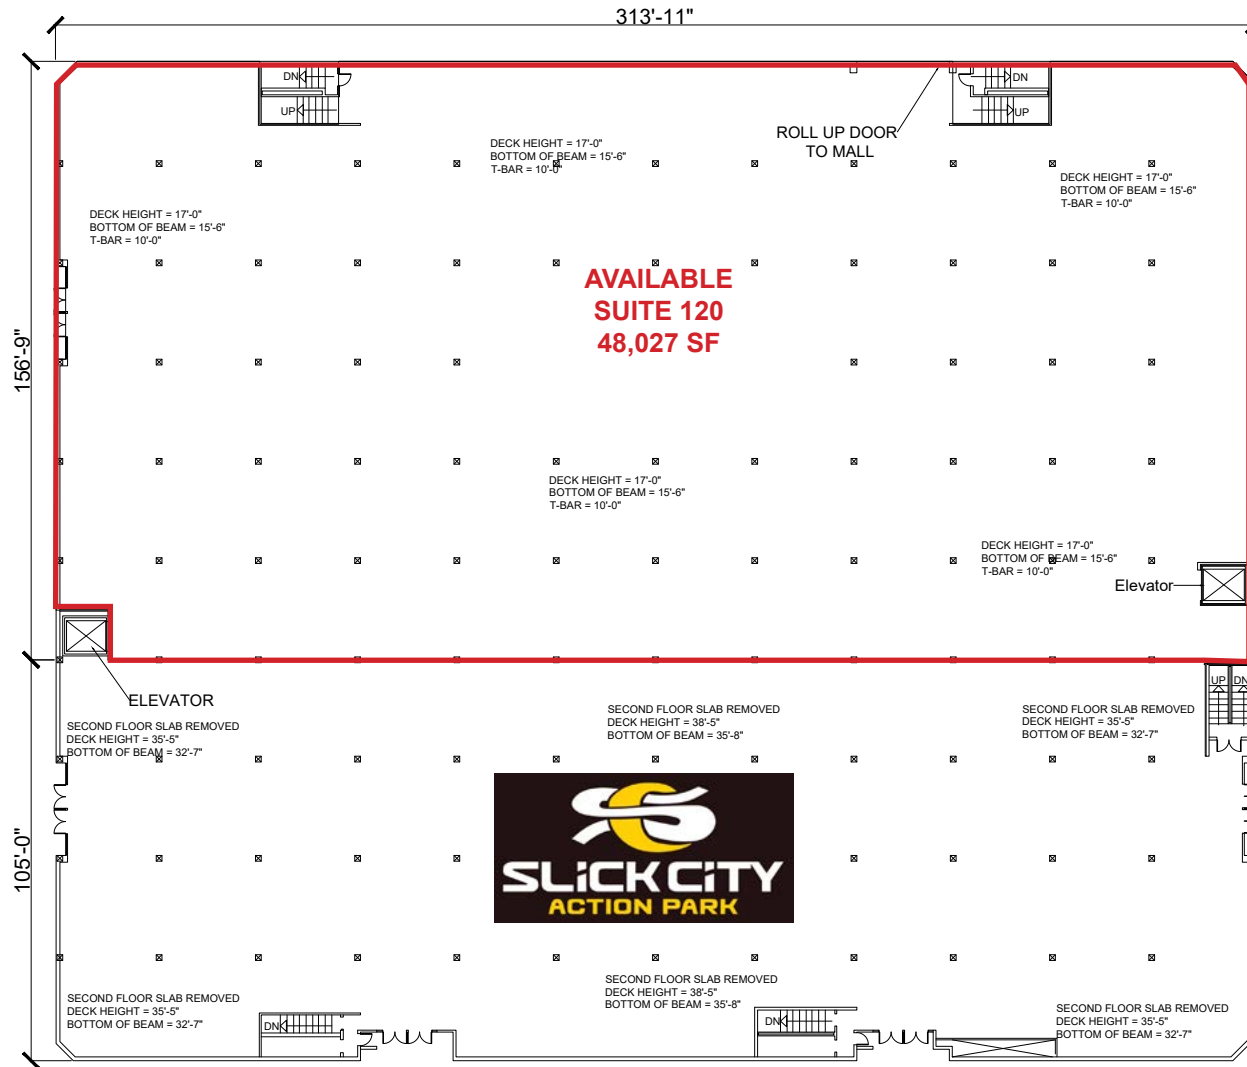 313'-11"
DN
UP
DN
UP
ROLL UP DOOR
TO MALL
DECK HEIGHT = 17'-0"
BOTTOM OF BEAM = 15'-6"
T-BAR = 10'-0"
DECK HEIGHT = 17'-0"
BOTTOM OF BEAM = 15'-6"
T-BAR = 10'-0"
DECK HEIGHT = 17'-0"
BOTTOM OF BEAM = 15'-6"
T-BAR = 10'-0"
AVAILABLE
SUITE 120
48,027 SF
156'-9"
DECK HEIGHT = 17'-0"
BOTTOM OF BEAM = 15'-6"
T-BAR = 10'-0"
DECK HEIGHT = 17'-0"
BOTTOM OF BEAM = 15'-6"
T-BAR = 10'-0"
Elevator
ELEVATOR
UP
DN
SECOND FLOOR SLAB REMOVED
DECK HEIGHT = 35'-5"
BOTTOM OF BEAM = 32'-7"
SECOND FLOOR SLAB REMOVED
DECK HEIGHT = 38'-5"
BOTTOM OF BEAM = 35'-8"
SECOND FLOOR SLAB REMOVED
DECK HEIGHT = 35'-5"
BOTTOM OF BEAM = 32'-7"
105'-0"
SLiCK CiTY
ACTION PARK
SECOND FLOOR SLAB REMOVED
DECK HEIGHT = 35'-5"
BOTTOM OF BEAM = 32'-7"
SECOND FLOOR SLAB REMOVED
DECK HEIGHT = 38'-5"
BOTTOM OF BEAM = 35'-8"
SECOND FLOOR SLAB REMOVED
DECK HEIGHT = 35'-5"
BOTTOM OF BEAM = 32'-7"
DN
DN